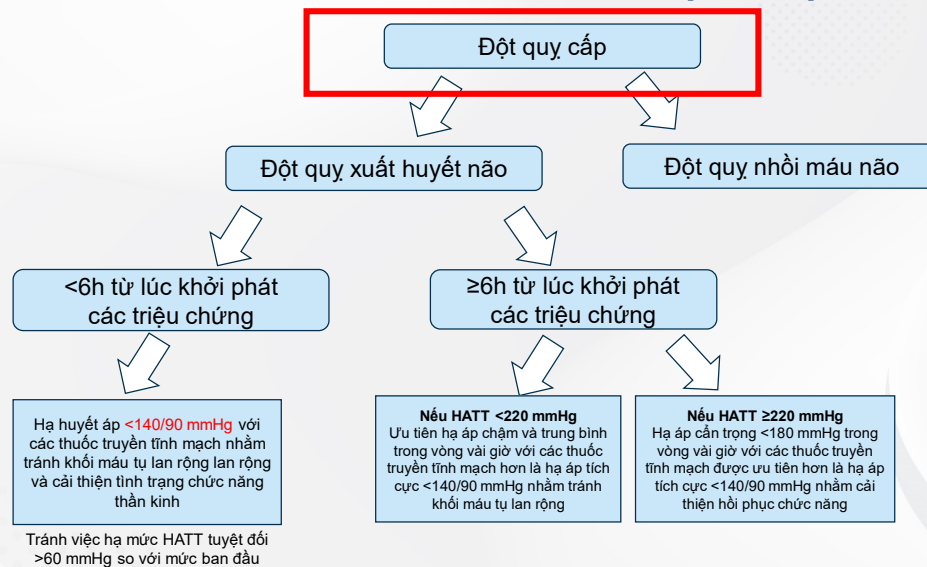 Đột quỵ cấp
Đột quỵ xuất huyết não
Đột quỵ nhồi máu não
<6h từ lúc khởi phát
các triệu chứng
≥6h từ lúc khởi phát
các triệu chứng
Hạ huyết áp <140/90 mmHg với
các thuốc truyền tĩnh mạch nhằm
tránh khối máu tụ lan rộng lan rộng
và cải thiện tình trạng chức năng
thần kinh
Tránh việc hạ mức HATT tuyệt đối
>60 mmHg so với mức ban đầu
Nếu HATT <220 mmHg
Ưu tiên hạ áp chậm và trung bình
trong vòng vài giờ với các thuốc
truyền tĩnh mạch hơn là hạ áp tích
cực <140/90 mmHg nhằm tránh
khối máu tụ lan rộng
Nếu HATT ≥220 mmHg
Hạ áp cẩn trọng <180 mmHg trong
vòng vài giờ với các thuốc truyền
tĩnh mạch được ưu tiên hơn là hạ áp
tích cực <140/90 mmHg nhằm cải
thiện hồi phục chức năng